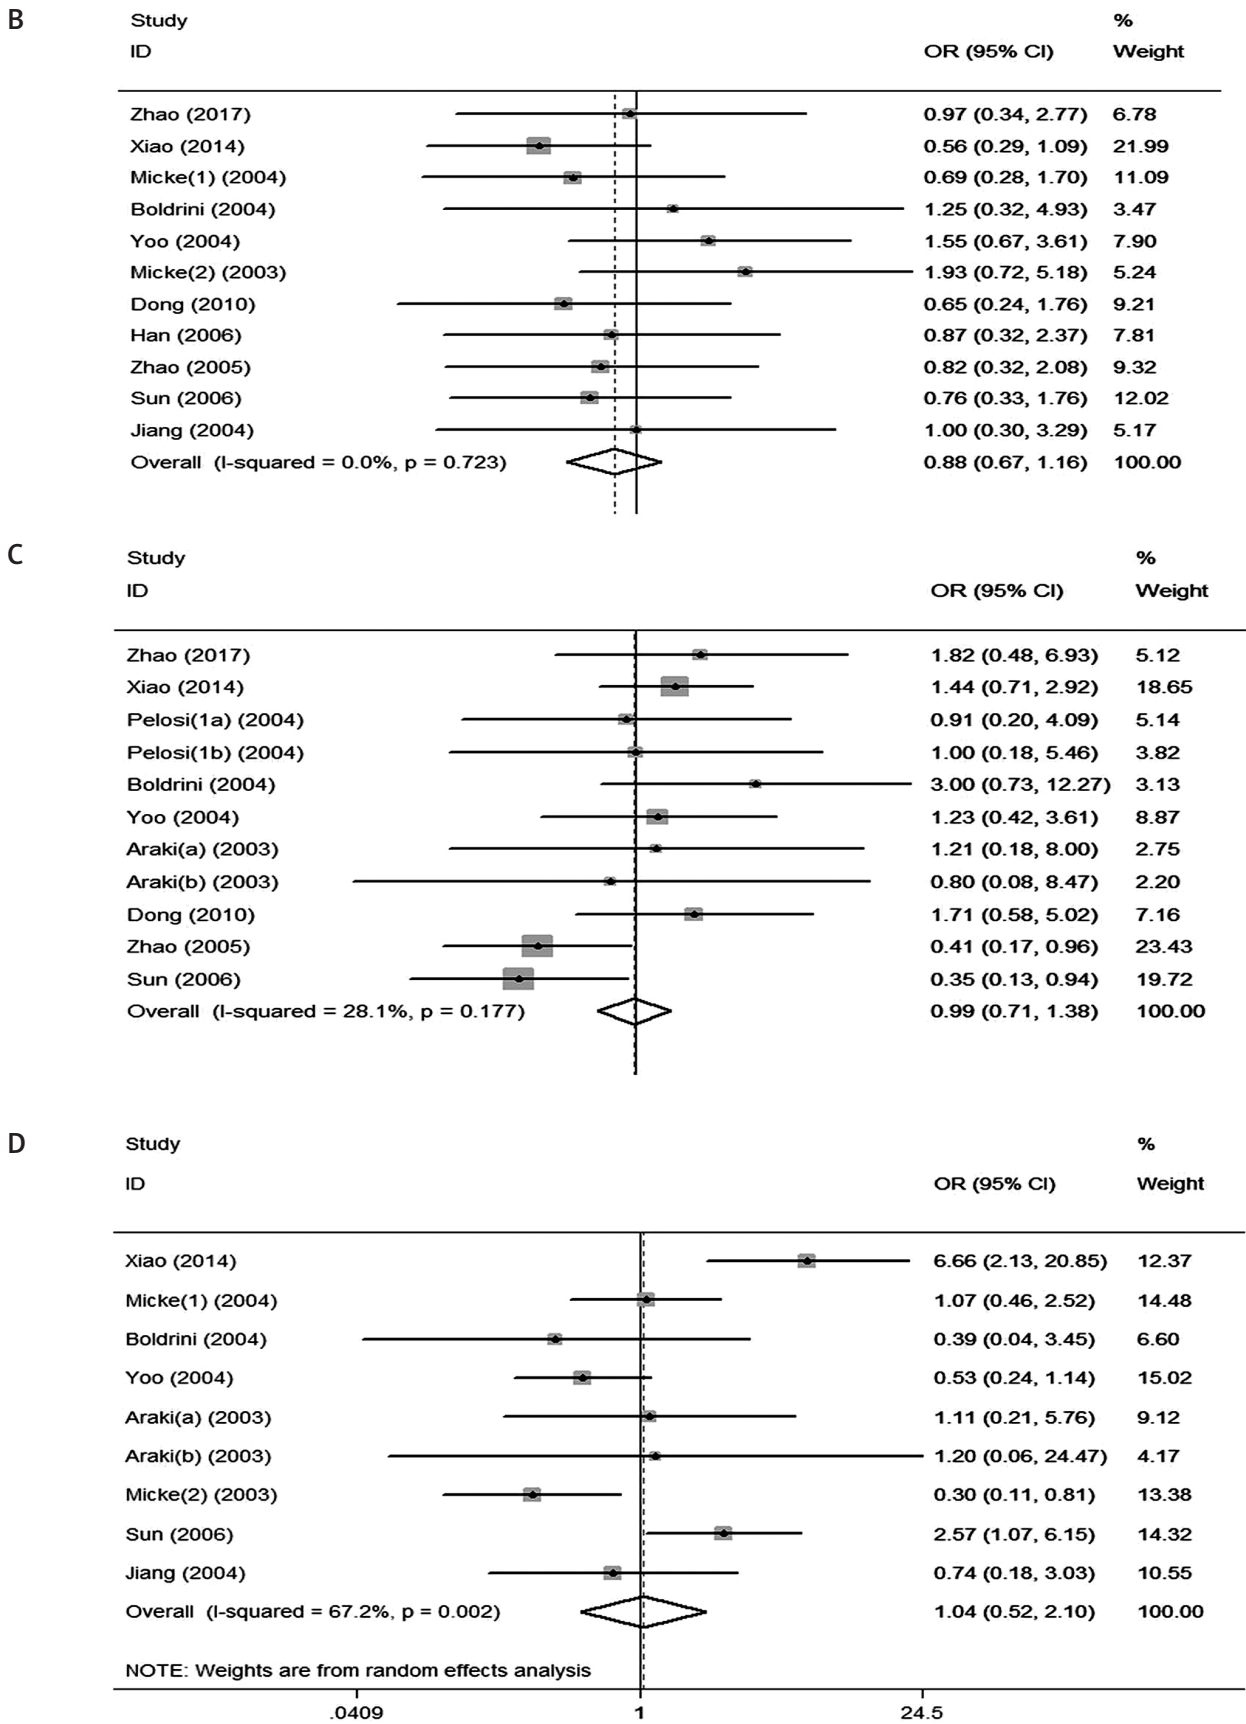 B Study %
ID OR (95% CI) Weight
Zhao (2017) 0.97 (0.34, 2.77) 6.78
Xiao (2014) 0.56 (0.29, 1.09) 21.99
Micke(1) (2004) 0.69 (0.28, 1.70) 11.09
Boldrini (2004) 1.25 (0.32, 4.93) 3.47
Yoo (2004) 1.55 (0.67, 3.61) 7.90
Micke(2) (2003) 1.93 (0.72, 5.18) 5.24
Dong (2010) 0.65 (0.24, 1.76) 9.21
Han (2006) 0.87 (0.32, 2.37) 7.81
Zhao (2005) 0.82 (0.32, 2.08) 9.32
Sun (2006) 0.76 (0.33, 1.76) 12.02
Jiang (2004) 1.00 (0.30, 3.29) 5.17
Overall (I-squared = 0.0%, p = 0.723) 0.88 (0.67, 1.16) 100.00
C Study %
ID OR (95% CI) Weight
Zhao (2017) 1.82 (0.48, 6.93) 5.12
Xiao (2014) 1.44 (0.71, 2.92) 18.65
Pelosi(1a) (2004) 0.91 (0.20, 4.09) 5.14
Pelosi(1b) (2004) 1.00 (0.18, 5.46) 3.82
Boldrini (2004) 3.00 (0.73, 12.27) 3.13
Yoo (2004) 1.23 (0.42, 3.61) 8.87
Araki(a) (2003) 1.21 (0.18, 8.00) 2.75
Araki(b) (2003) 0.80 (0.08, 8.47) 2.20
Dong (2010) 1.71 (0.58, 5.02) 7.16
Zhao (2005) 0.41 (0.17, 0.96) 23.43
Sun (2006) 0.35 (0.13, 0.94) 19.72
Overall (I-squared = 28.1%, p = 0.177) 0.99 (0.71, 1.38) 100.00
D Study %
ID OR (95% CI) Weight
Xiao (2014) 6.66 (2.13, 20.85) 12.37
Micke(1) (2004) 1.07 (0.46, 2.52) 14.48
Boldrini (2004) 0.39 (0.04, 3.45) 6.60
Yoo (2004) 0.53 (0.24, 1.14) 15.02
Araki(a) (2003) 1.11 (0.21, 5.76) 9.12
Araki(b) (2003) 1.20 (0.06, 24.47) 4.17
Micke(2) (2003) 0.30 (0.11, 0.81) 13.38
Sun (2006) 2.57 (1.07, 6.15) 14.32
Jiang (2004) 0.74 (0.18, 3.03) 10.55
Overall (I-squared = 67.2%, p = 0.002) 1.04 (0.52, 2.10) 100.00
NOTE: Weights are from random effects analysis
.0409 1 24.5